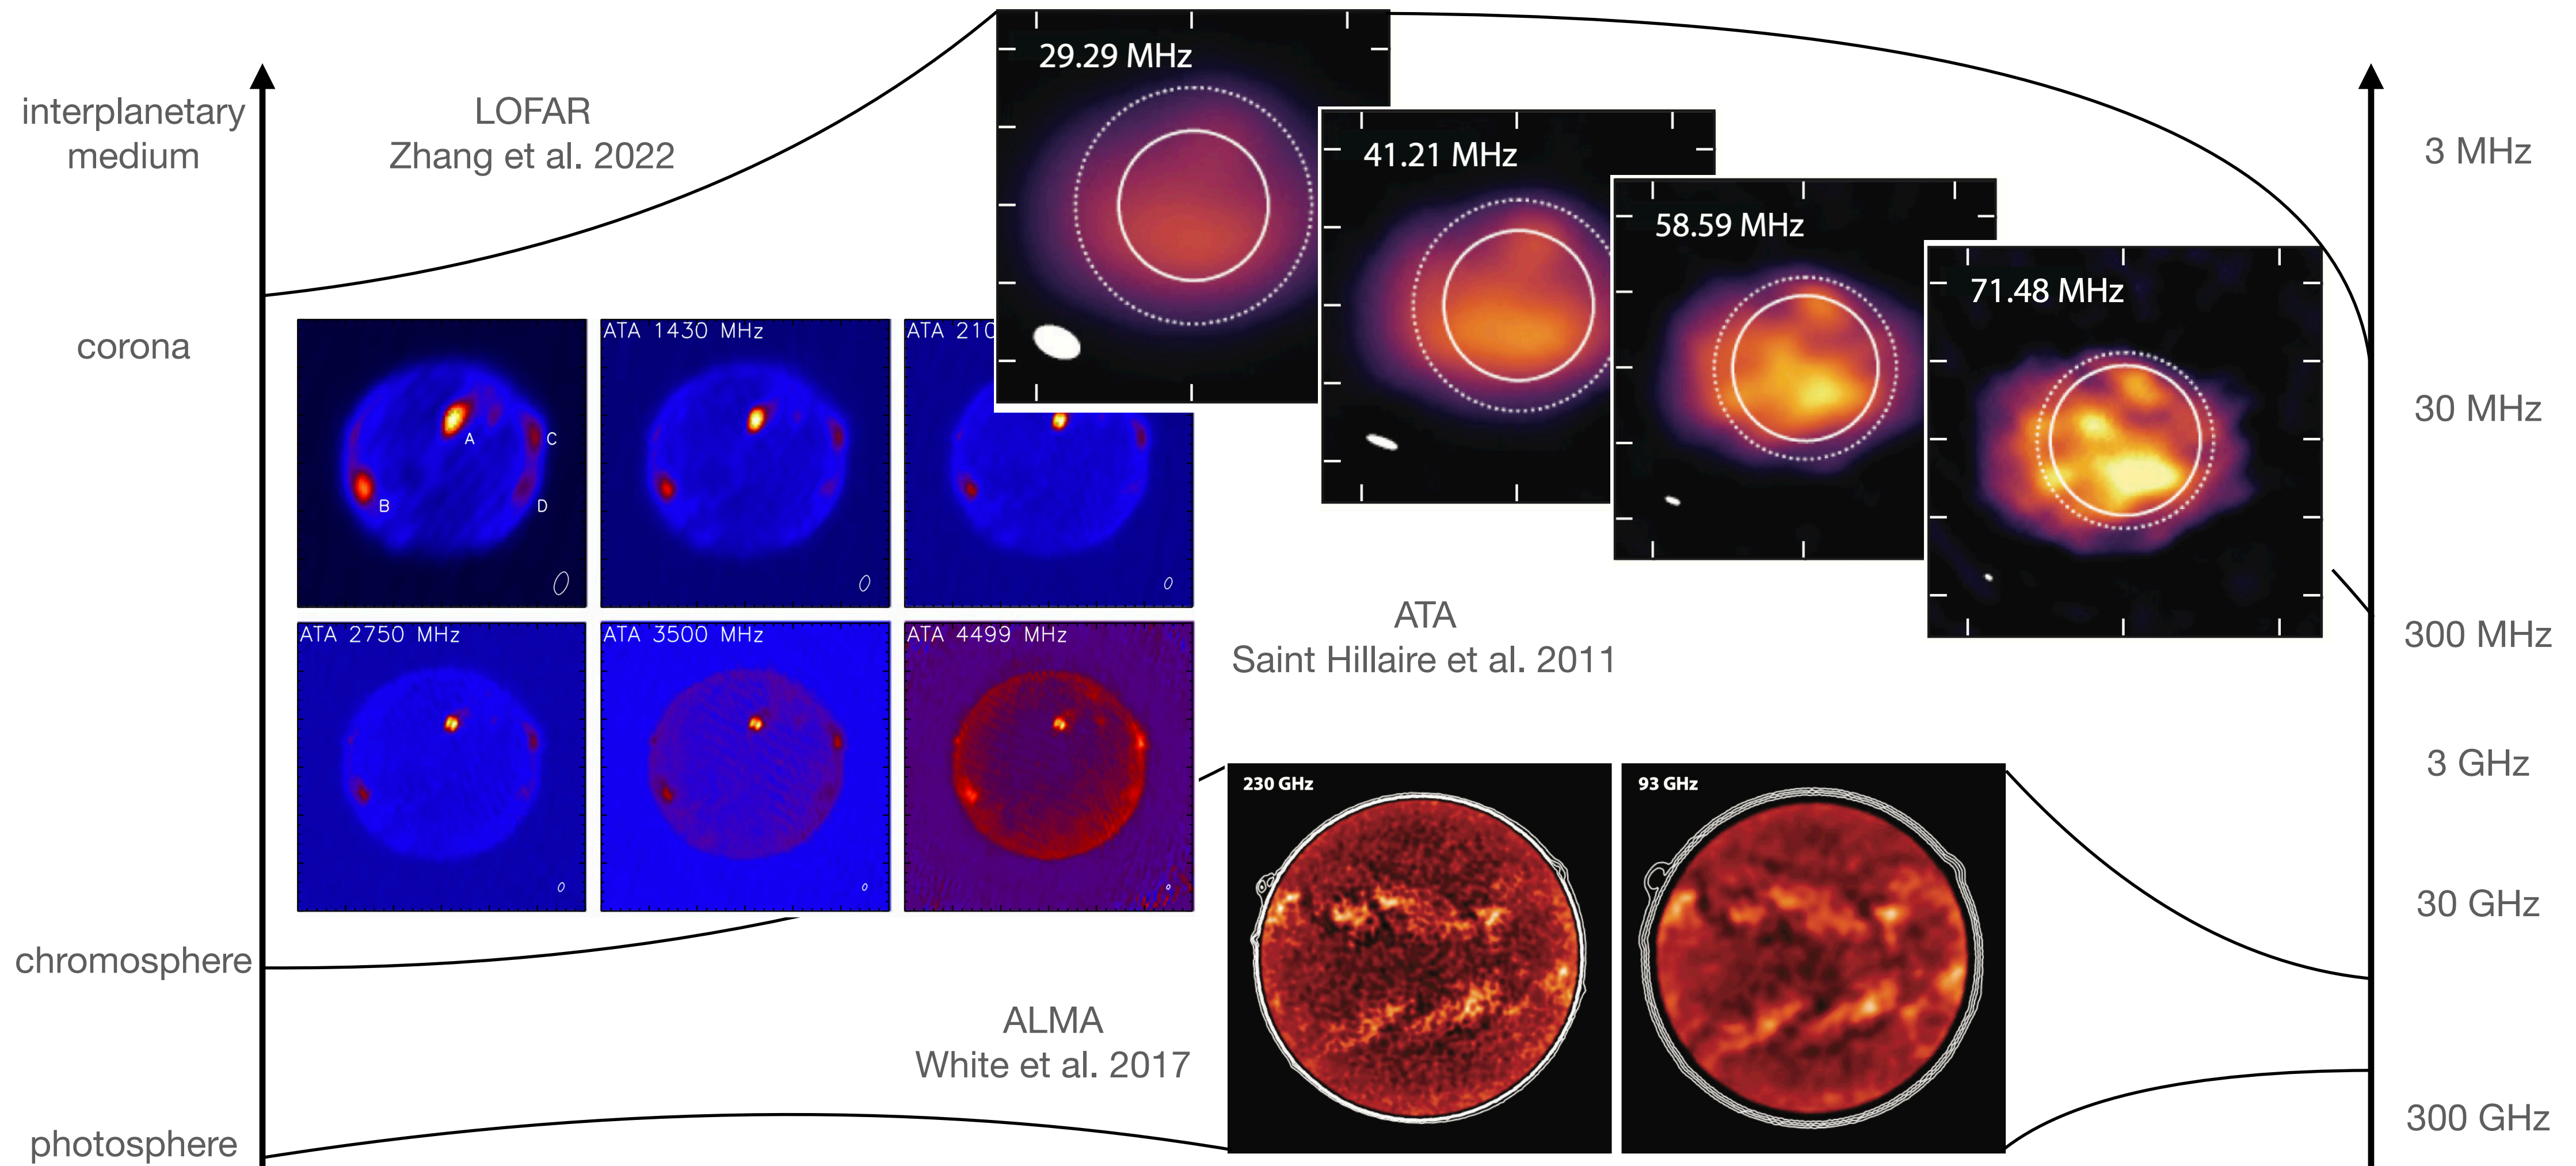 interplanetary
medium
corona
chromosphere
photosphere
LOFAR
Zhang et al. 2022
29.29 MHz
41.21 MHz
58.59 MHz
71.48 MHz
A
B
C
D
ATA 1430 MHz
ATA 210
ATA 2750 MHz
ATA 3500 MHz
ATA 4499 MHz
ATA
Saint Hillaire et al. 2011
230 GHz
93 GHz
ALMA
White et al. 2017
3 MHz
30 MHz
300 MHz
3 GHz
30 GHz
300 GHz